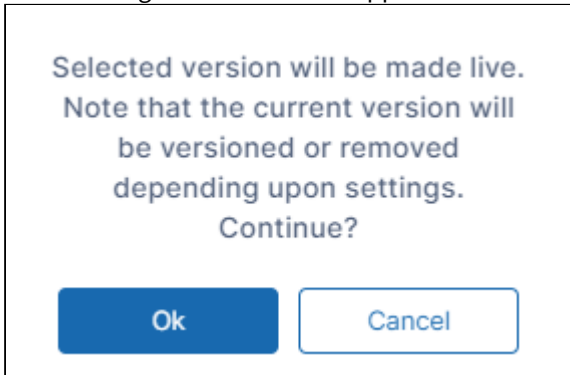 Selected version will be made live.
Note that the current version will
be versioned or removed
depending upon settings.
Continue?
Ok
Cancel